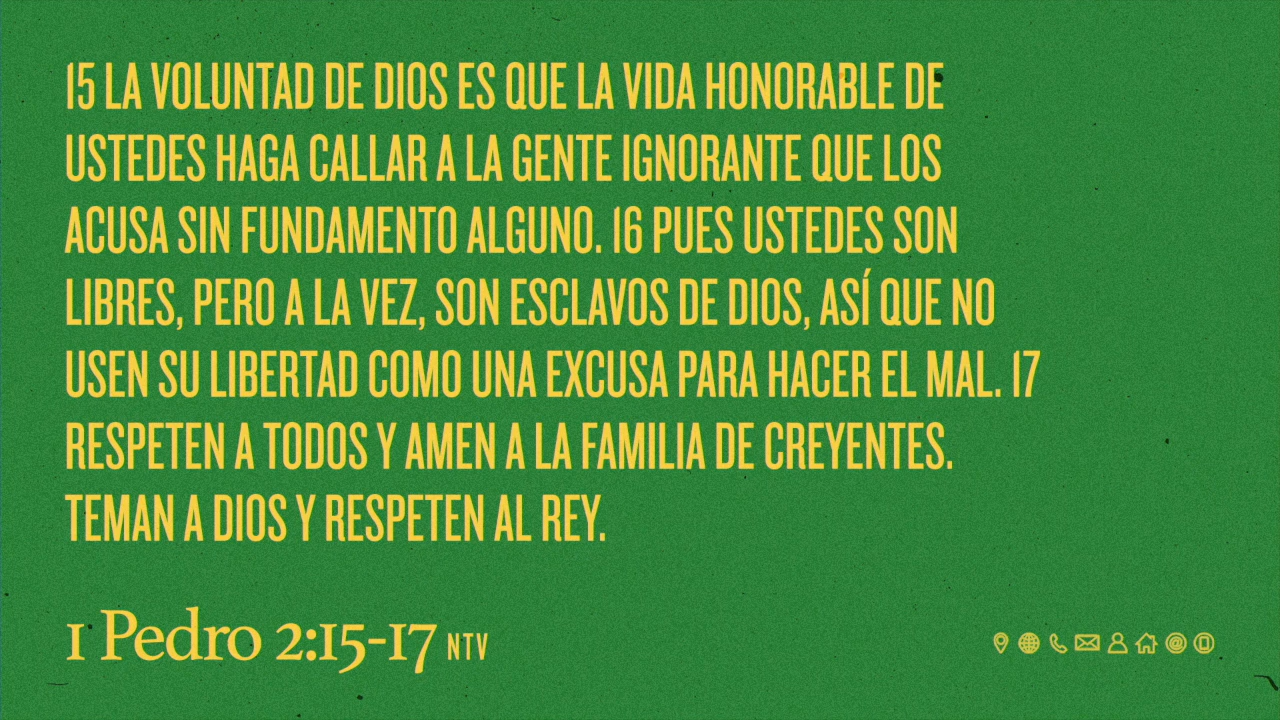 15 LA VOLUNTAD DE DIOS ES QUE LA VIDA HONORABLE DE
USTEDES HAGA CALLAR A LA GENTE IGNORANTE QUE LOS
ACUSA SIN FUNDAMENTO ALGUNO. 16 PUES USTEDES SON
LIBRES, PERO A LA VEZ, SON ESCLAVOS DE DIOS, ASÍ QUE NO
USEN SU LIBERTAD COMO UNA EXCUSA PARA HACER EL MAL. 17
RESPETEN A TODOS Y AMEN A LA FAMILIA DE CREYENTES.
TEMAN A DIOS Y RESPETEN AL REY.
1 Pedro 2:15-17 NTV